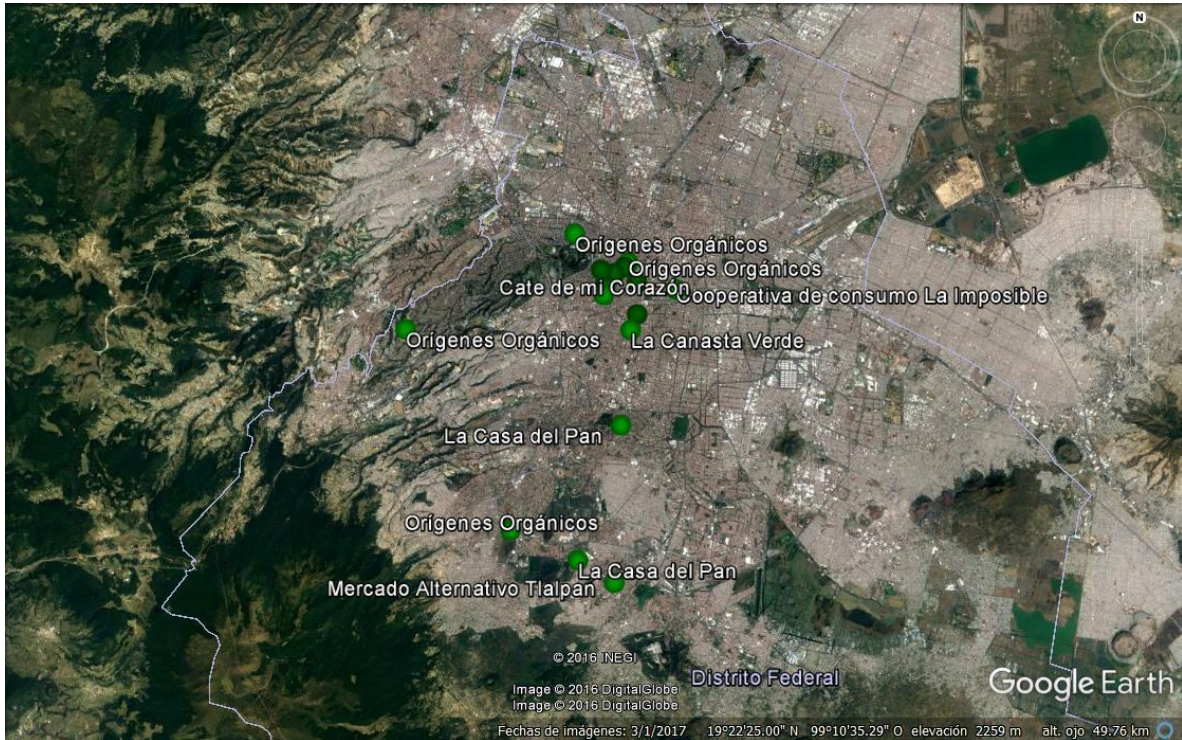 N
Orígenes Orgánicos
Orígenes Orgánicos
Cate de mi Corazón
Cooperativa de consumo La Imposible
Orígenes Orgánicos
La Canasta Verde
La Casa del Pan
Orígenes Orgánicos
La Casa del Pan
Mercado Alternativo Tlalpan
© 2016 INEGI
Distrito Federal
Google Earth
Image © 2016 DigitalGlobe
Image © 2016 DigitalGlobe
Fechas de imágenes: 3/1/2017 19°22'25.00" N 99°10'35.29" O elevación 2259 m alt. ojo 49.76 km